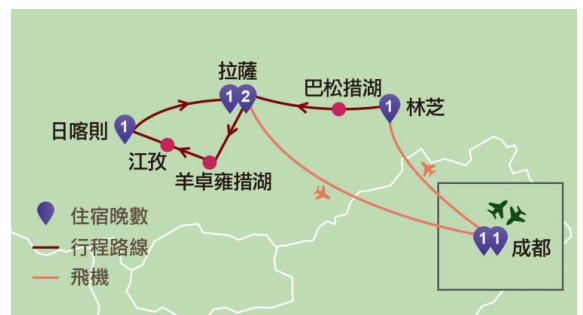 拉薩
1 2
巴松措湖
1
林芝
日喀則
1
江孜
羊卓雍措湖
住宿晚數
行程路線
飛機
1 1
成都